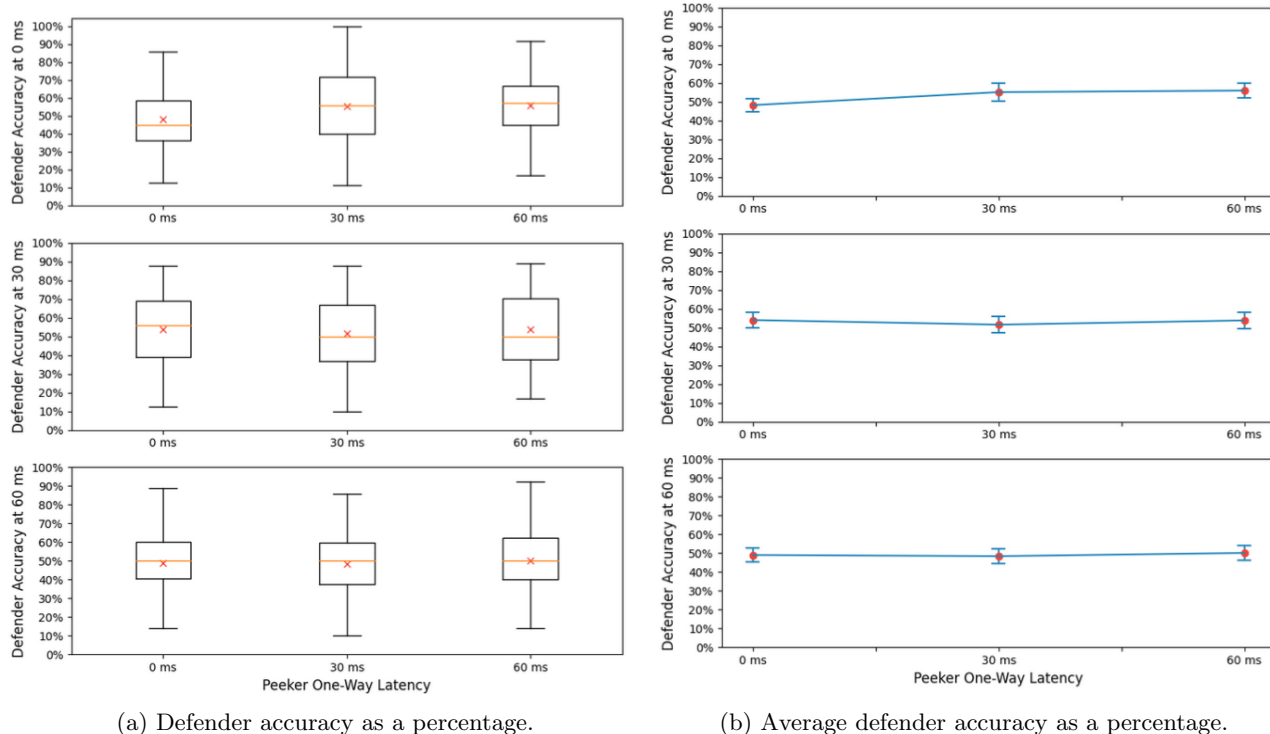 Defender Accuracy at 0 ms
100%
90%
80%
70%
60%
50%
40%
30%
20%
10%
0%
0 ms
30 ms
60 ms
Defender Accuracy at 30 ms
100%
90%
80%
70%
60%
50%
40%
30%
20%
10%
0%
0 ms
30 ms
60 ms
Defender Accuracy at 60 ms
100%
90%
80%
70%
60%
50%
40%
30%
20%
10%
0%
0 ms
30 ms
60 ms
Peeker One-Way Latency
(a) Defender accuracy as a percentage.
Defender Accuracy at 0 ms
100%
90%
80%
70%
60%
50%
40%
30%
20%
10%
0%
0 ms
30 ms
60 ms
Defender Accuracy at 30 ms
100%
90%
80%
70%
60%
50%
40%
30%
20%
10%
0%
0 ms
30 ms
60 ms
Defender Accuracy at 60 ms
100%
90%
80%
70%
60%
50%
40%
30%
20%
10%
0%
0 ms
30 ms
60 ms
Peeker One-Way Latency
(b) Average defender accuracy as a percentage.